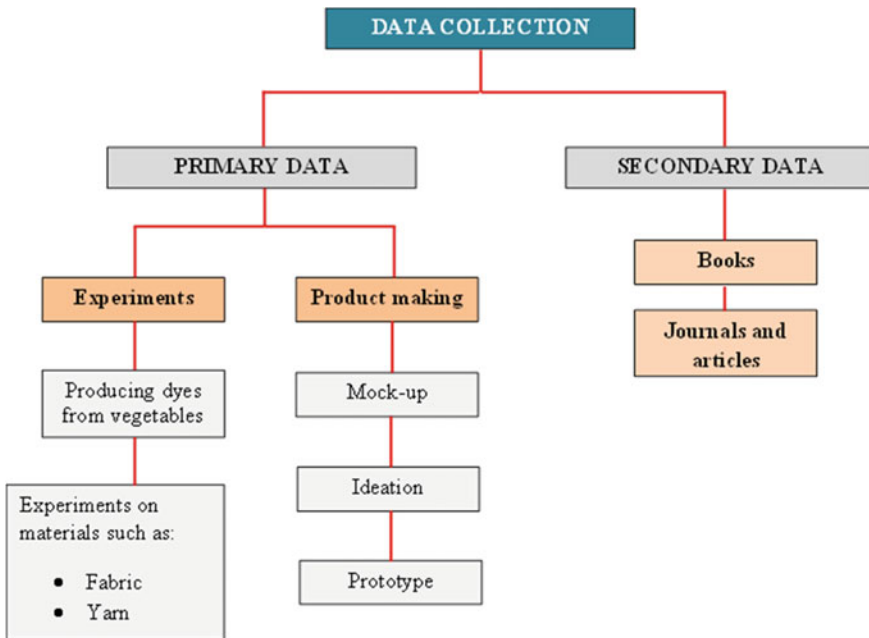 DATA COLLECTION
PRIMARY DATA
SECONDARY DATA
Experiments
Product making
Books
Producing dyes
from vegetables
Mock-up
Journals and
articles
Experiments on
materials such as:
• Fabric
• Yarn
Ideation
Prototype